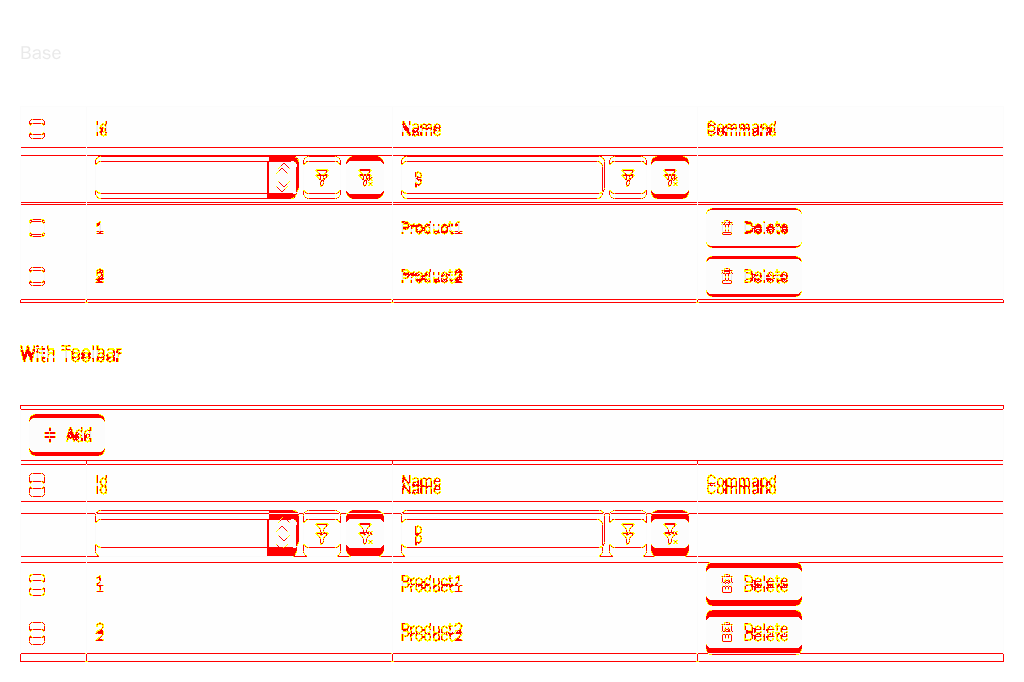 Base
Id Name Command
1 Product1 Delete
2 Product2 Delete
With Toolbar
Add
Id Name Command
1 Product1 Delete
2 Product2 Delete